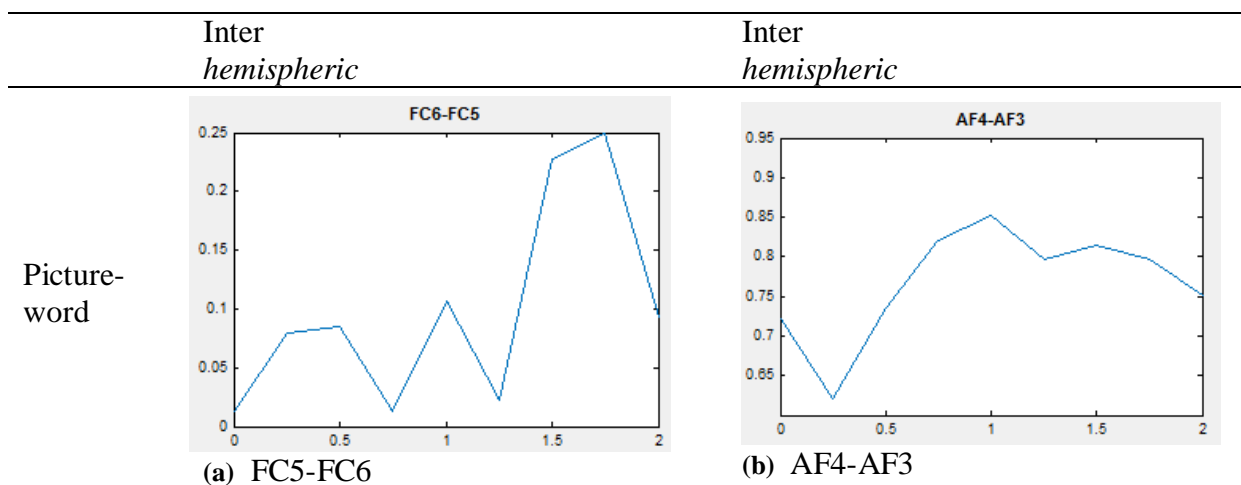 Inter
hemispheric
Inter
hemispheric
Picture-
word
FC6-FC5
0.25
0.2
0.15
0.1
0.05
0
0 0.5 1 1.5 2
(a) FC5-FC6
AF4-AF3
0.95
0.9
0.85
0.8
0.75
0.7
0.65
0 0.5 1 1.5 2
(b) AF4-AF3